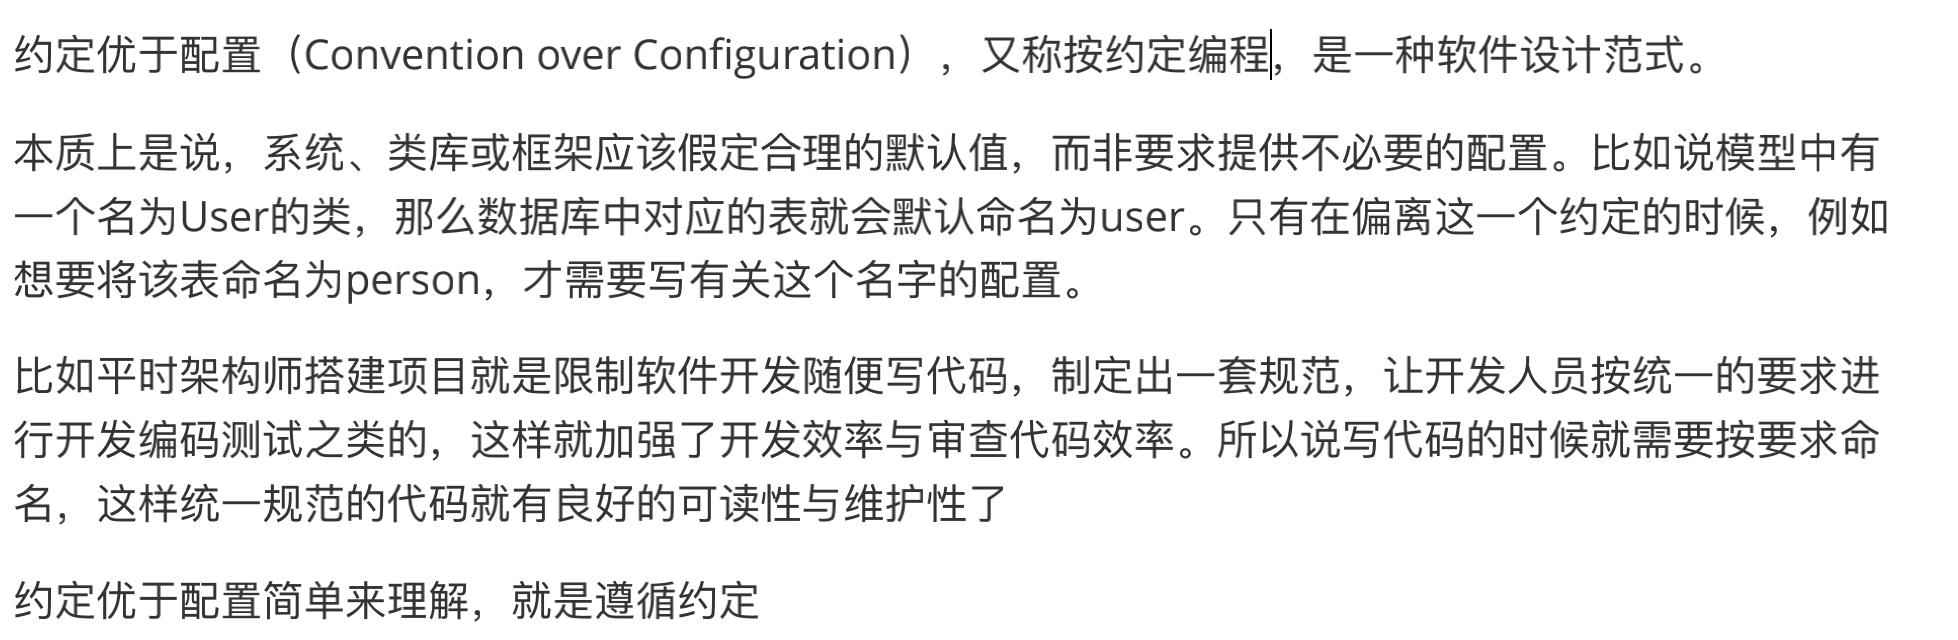 约定优于配置（Convention over Configuration），又称按约定编程，是一种软件设计范式。
本质上是说，系统、类库或框架应该假定合理的默认值，而非要求提供不必要的配置。比如说模型中有
一个名为User的类，那么数据库中对应的表就会默认命名为user。只有在偏离这一个约定的时候，例如
想要将该表命名为person，才需要写有关这个名字的配置。
比如平时架构师搭建项目就是限制软件开发随便写代码，制定出一套规范，让开发人员按统一的要求进
行开发编码测试之类的，这样就加强了开发效率与审查代码效率。所以说写代码的时候就需要按要求命
名，这样统一规范的代码就有良好的可读性与维护性了
约定优于配置简单来理解，就是遵循约定